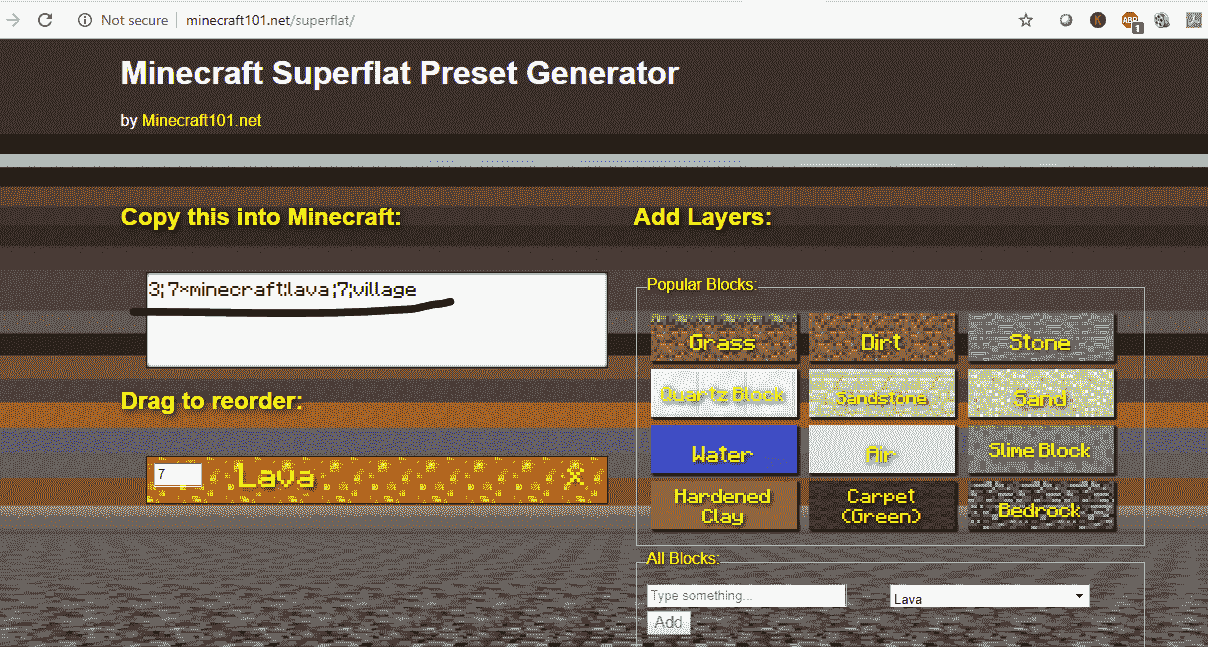 Not secure | minecraft101.net/superflat/
ABP
1
K
Minecraft Superflat Preset Generator
by Minecraft101.net
Copy this into Minecraft:
3;7*minecraft:lava;7;village
Drag to reorder:
7
Lava
X
Add Layers:
Popular Blocks:
Grass
Dirt
Stone
Quartz Block
Sandstone
Sand
Water
Air
Slime Block
Hardened
Clay
Carpet
(Green)
Bedrock
All Blocks:
Type something...
Lava
Add